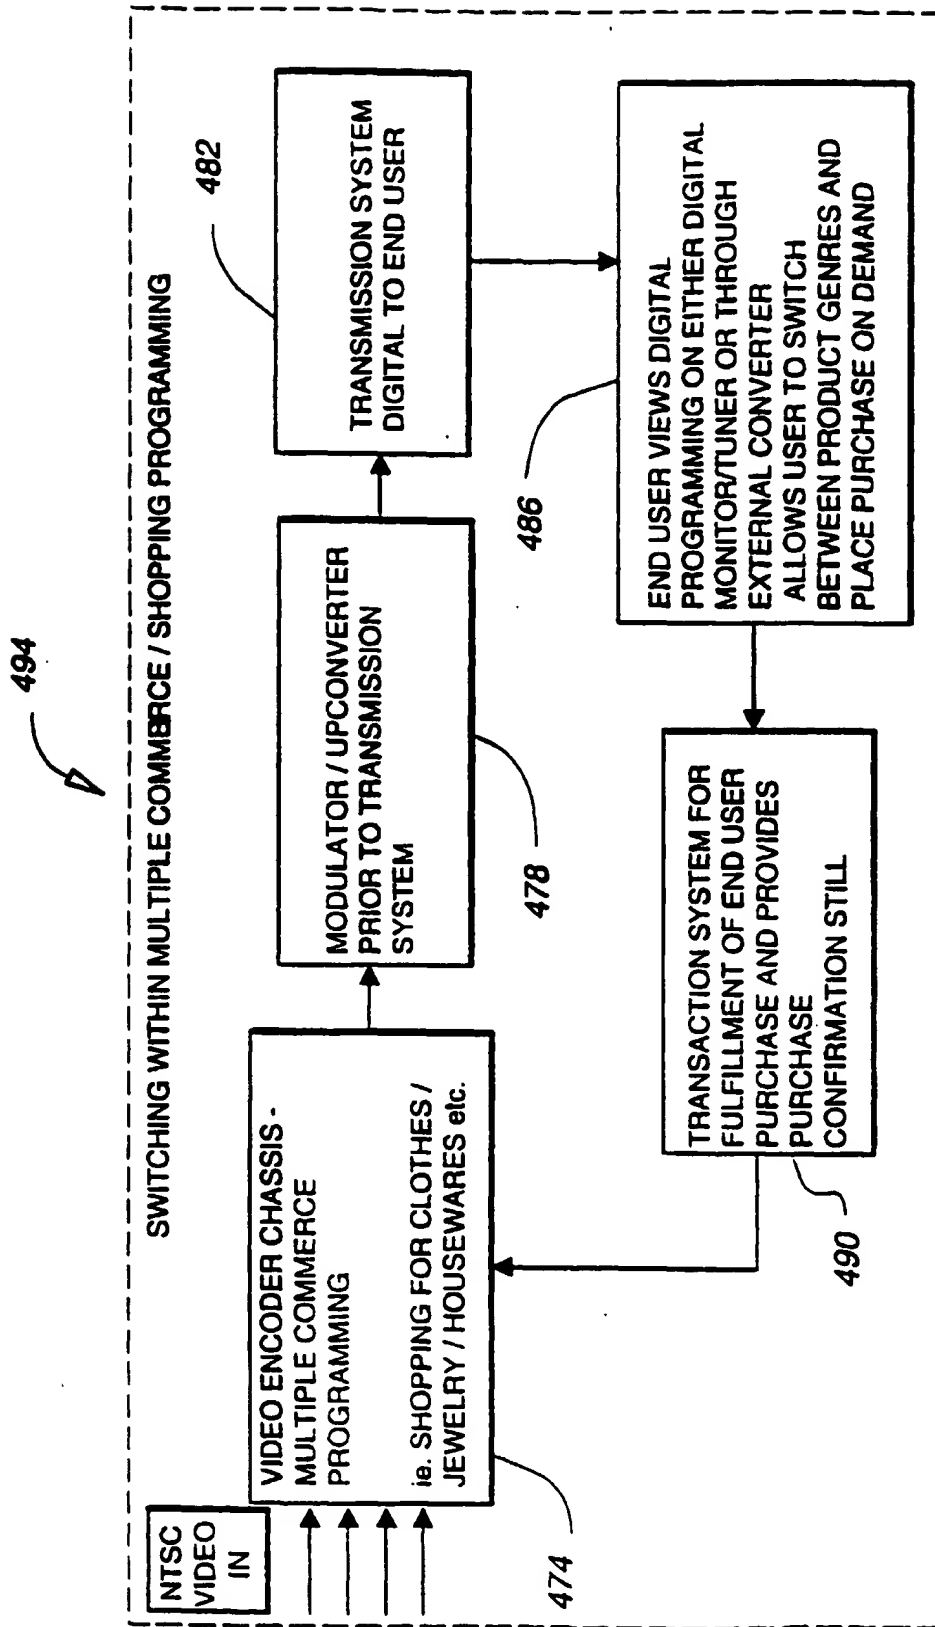 494
SWITCHING WITHIN MULTIPLE COMMERCE / SHOPPING PROGRAMMING
NTSC
VIDEO
IN
VIDEO ENCODER CHASSIS -
MULTIPLE COMMERCE
PROGRAMMING
ie. SHOPPING FOR CLOTHES /
JEWELRY / HOUSEWARES etc.
474
MODULATOR / UPCONVERTER
PRIOR TO TRANSMISSION
SYSTEM
478
TRANSMISSION SYSTEM
DIGITAL TO END USER
482
END USER VIEWS DIGITAL
PROGRAMMING ON EITHER DIGITAL
MONITOR/TUNER OR THROUGH
EXTERNAL CONVERTER
ALLOWS USER TO SWITCH
BETWEEN PRODUCT GENRES AND
PLACE PURCHASE ON DEMAND
486
TRANSACTION SYSTEM FOR
FULFILLMENT OF END USER
PURCHASE AND PROVIDES
PURCHASE
CONFIRMATION STILL
490